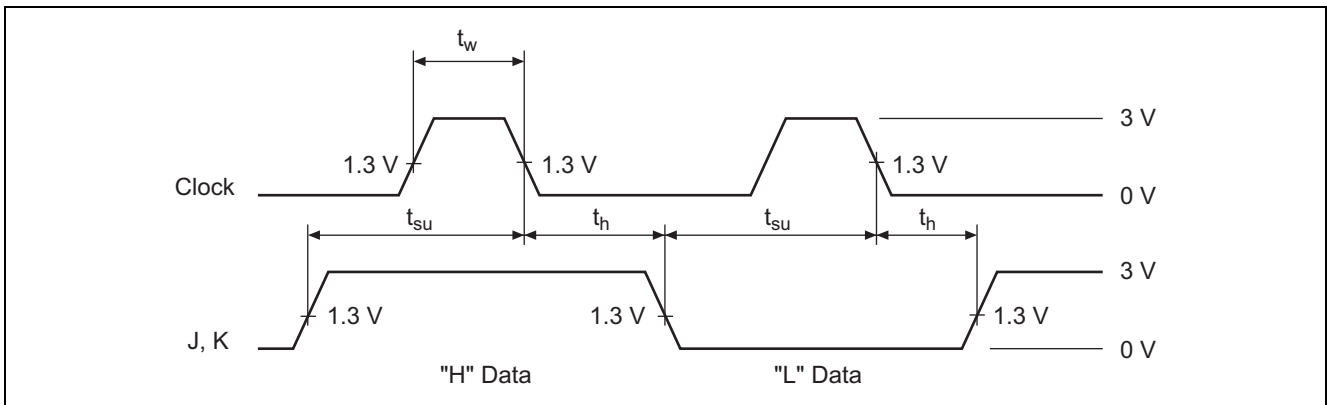 tw
3 V
1.3 V
1.3 V
1.3 V
Clock
0 V
tsu
th
tsu
th
3 V
1.3 V
1.3 V
1.3 V
J, K
0 V
"H" Data
"L" Data